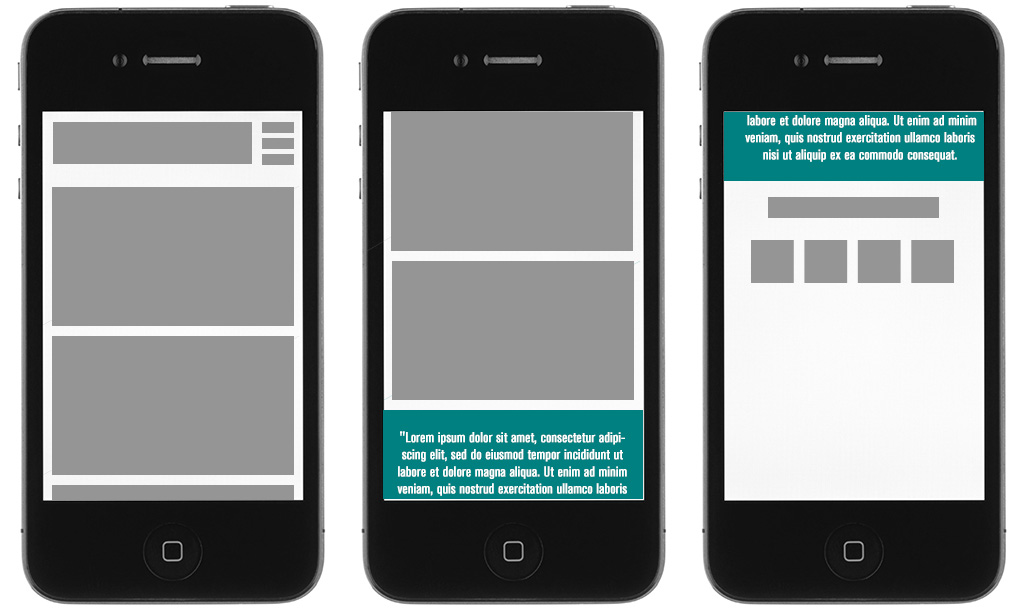 "Lorem ipsum dolor sit amet, consectetur adipi-
scing elit, sed do eiusmod tempor incididunt ut
labore et dolore magna aliqua. Ut enim ad minim
veniam, quis nostrud exercitation ullamco laboris
labore et dolore magna aliqua. Ut enim ad minim
veniam, quis nostrud exercitation ullamco laboris
nisi ut aliquip ex ea commodo consequat.